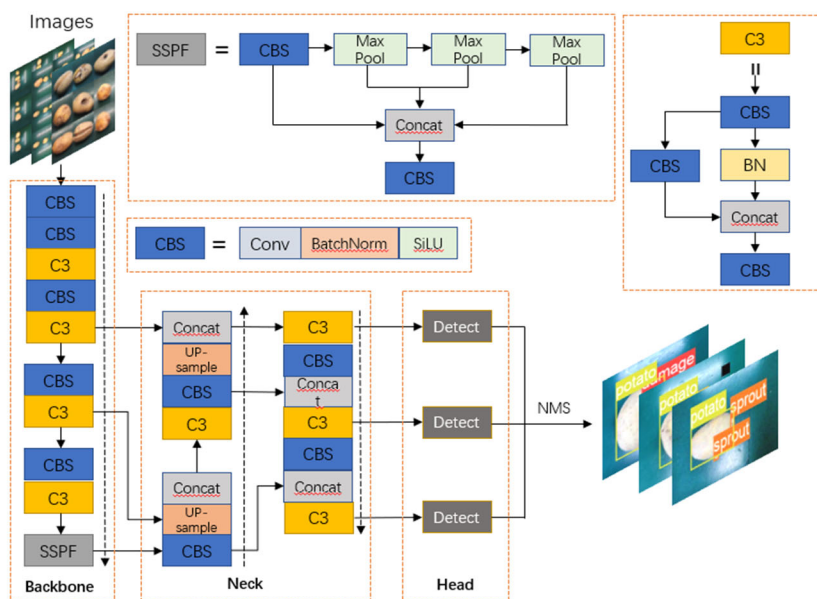 Images
SSPF
=
CBS
Max
Pool
Max
Pool
Max
Pool
Concat
CBS
C3
=
CBS
CBS
BN
Concat
CBS
CBS
=
Conv
BatchNorm
SiLU
CBS
CBS
C3
CBS
C3
CBS
C3
CBS
C3
SSPF
Backbone
Concat
UP-
sample
CBS
C3
Concat
UP-
sample
CBS
C3
CBS
Conca
t
C3
CBS
Concat
C3
Neck
Detect
Detect
Detect
Head
NMS
potato
damage
potato
sprout
sprout